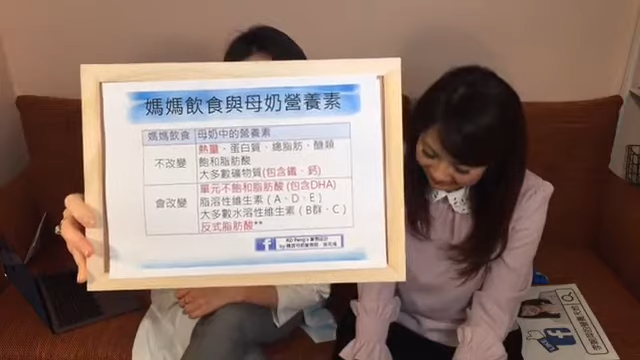 媽媽飲食與母奶營養素
媽媽飲食 母奶中的營養素
不改變 熱量、蛋白質、總脂肪、醣類
飽和脂肪酸
大多數礦物質(包含鐵、鈣)
會改變 單元不飽和脂肪酸(包含DHA)
脂溶性維生素(A、D、E)
大多數水溶性維生素(B群、C)
反式脂肪酸**